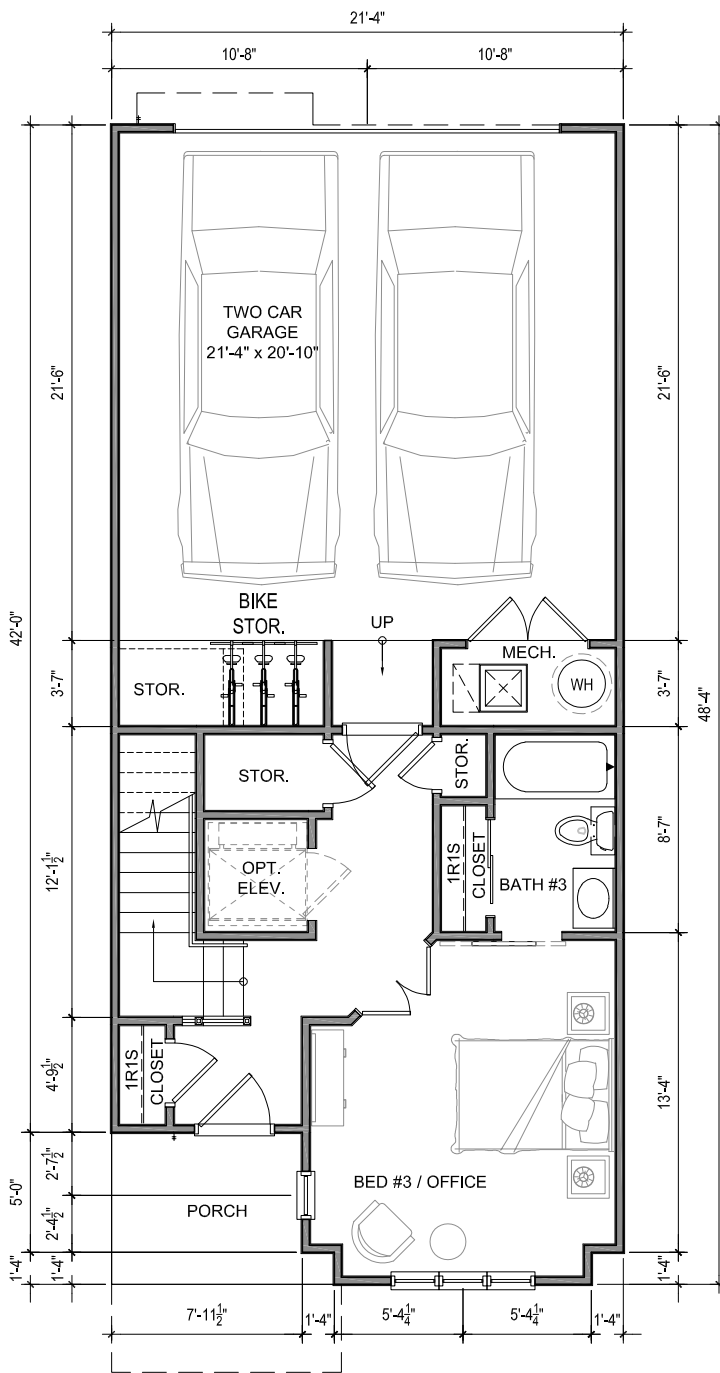 21'-4"
10'-8"
10'-8"
TWO CAR
GARAGE
21'-4" x 20'-10"
21'-6"
21'-6"
42'-0"
48'-4"
BIKE
STOR.
UP
MECH.
STOR.
WH
3'-7"
3'-7"
STOR.
STOR.
OPT.
ELEV.
1R1S
CLOSET
BATH #3
12'-1½"
8'-7"
1R1S
CLOSET
4'-9½"
13'-4"
BED #3 / OFFICE
PORCH
5'-0"
2'-7½"
2'-4½"
1'-4"
1'-4"
1'-4"
7'-11½"
1'-4"
5'-4¼"
5'-4¼"
1'-4"